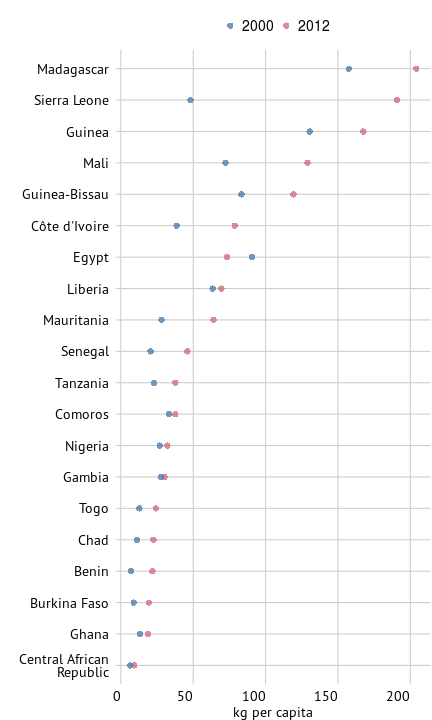 2000 2012
Madagascar
Sierra Leone
Guinea
Mali
Guinea-Bissau
Côte d'Ivoire
Egypt
Liberia
Mauritania
Senegal
Tanzania
Comoros
Nigeria
Gambia
Togo
Chad
Benin
Burkina Faso
Ghana
Central African
Republic
0 50 100 150 200
kg per capita